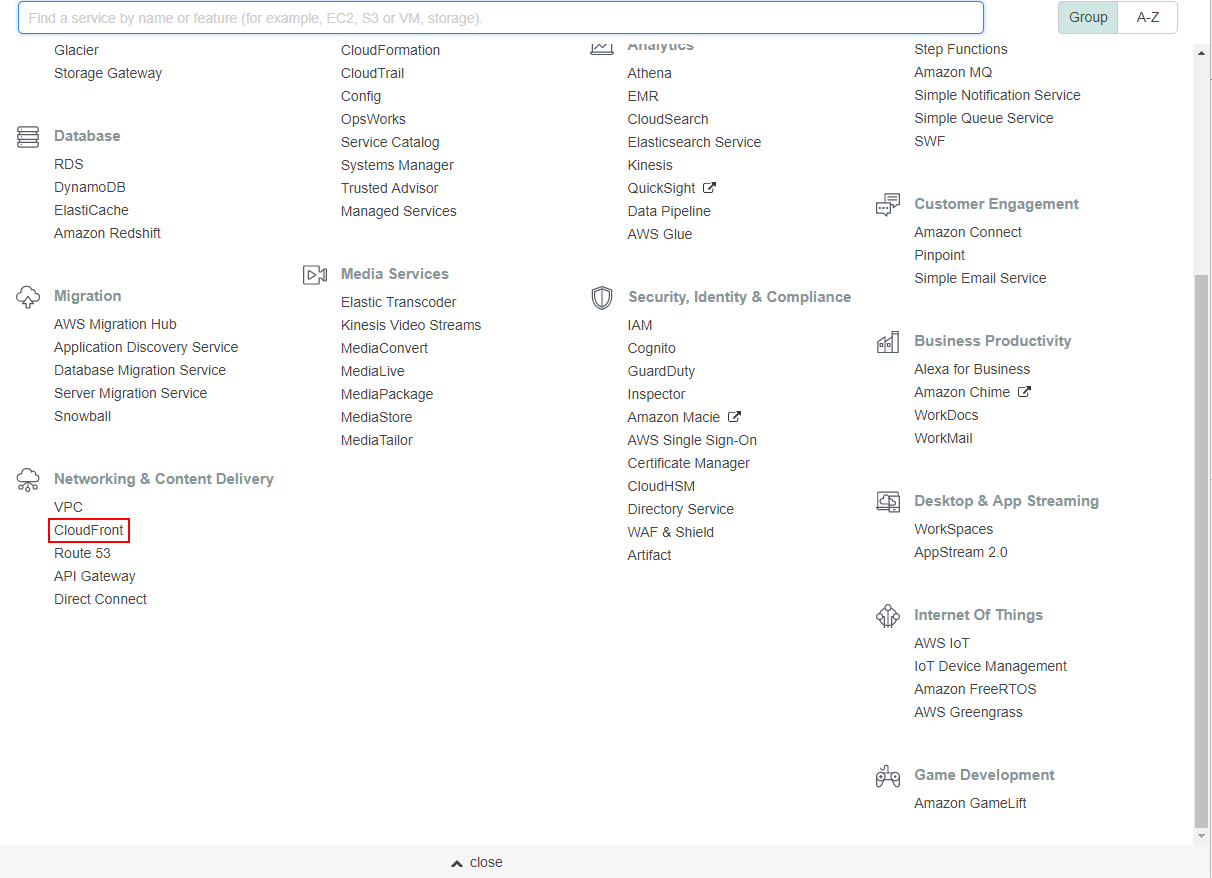 Find a service by name or feature (for example, EC2, S3 or VM, storage).
Group
A-Z
Glacier
Storage Gateway
Database
RDS
DynamoDB
ElastiCache
Amazon Redshift
Migration
AWS Migration Hub
Application Discovery Service
Database Migration Service
Server Migration Service
Snowball
Networking & Content Delivery
VPC
CloudFront
Route 53
API Gateway
Direct Connect
CloudFormation
CloudTrail
Config
OpsWorks
Service Catalog
Systems Manager
Trusted Advisor
Managed Services
Media Services
Elastic Transcoder
Kinesis Video Streams
MediaConvert
MediaLive
MediaPackage
MediaStore
MediaTailor
Analytics
Athena
EMR
CloudSearch
Elasticsearch Service
Kinesis
QuickSight
Data Pipeline
AWS Glue
Security, Identity & Compliance
IAM
Cognito
GuardDuty
Inspector
Amazon Macie
AWS Single Sign-On
Certificate Manager
CloudHSM
Directory Service
WAF & Shield
Artifact
Step Functions
Amazon MQ
Simple Notification Service
Simple Queue Service
SWF
Customer Engagement
Amazon Connect
Pinpoint
Simple Email Service
Business Productivity
Alexa for Business
Amazon Chime
WorkDocs
WorkMail
Desktop & App Streaming
WorkSpaces
AppStream 2.0
Internet Of Things
AWS IoT
IoT Device Management
Amazon FreeRTOS
AWS Greengrass
Game Development
Amazon GameLift
close